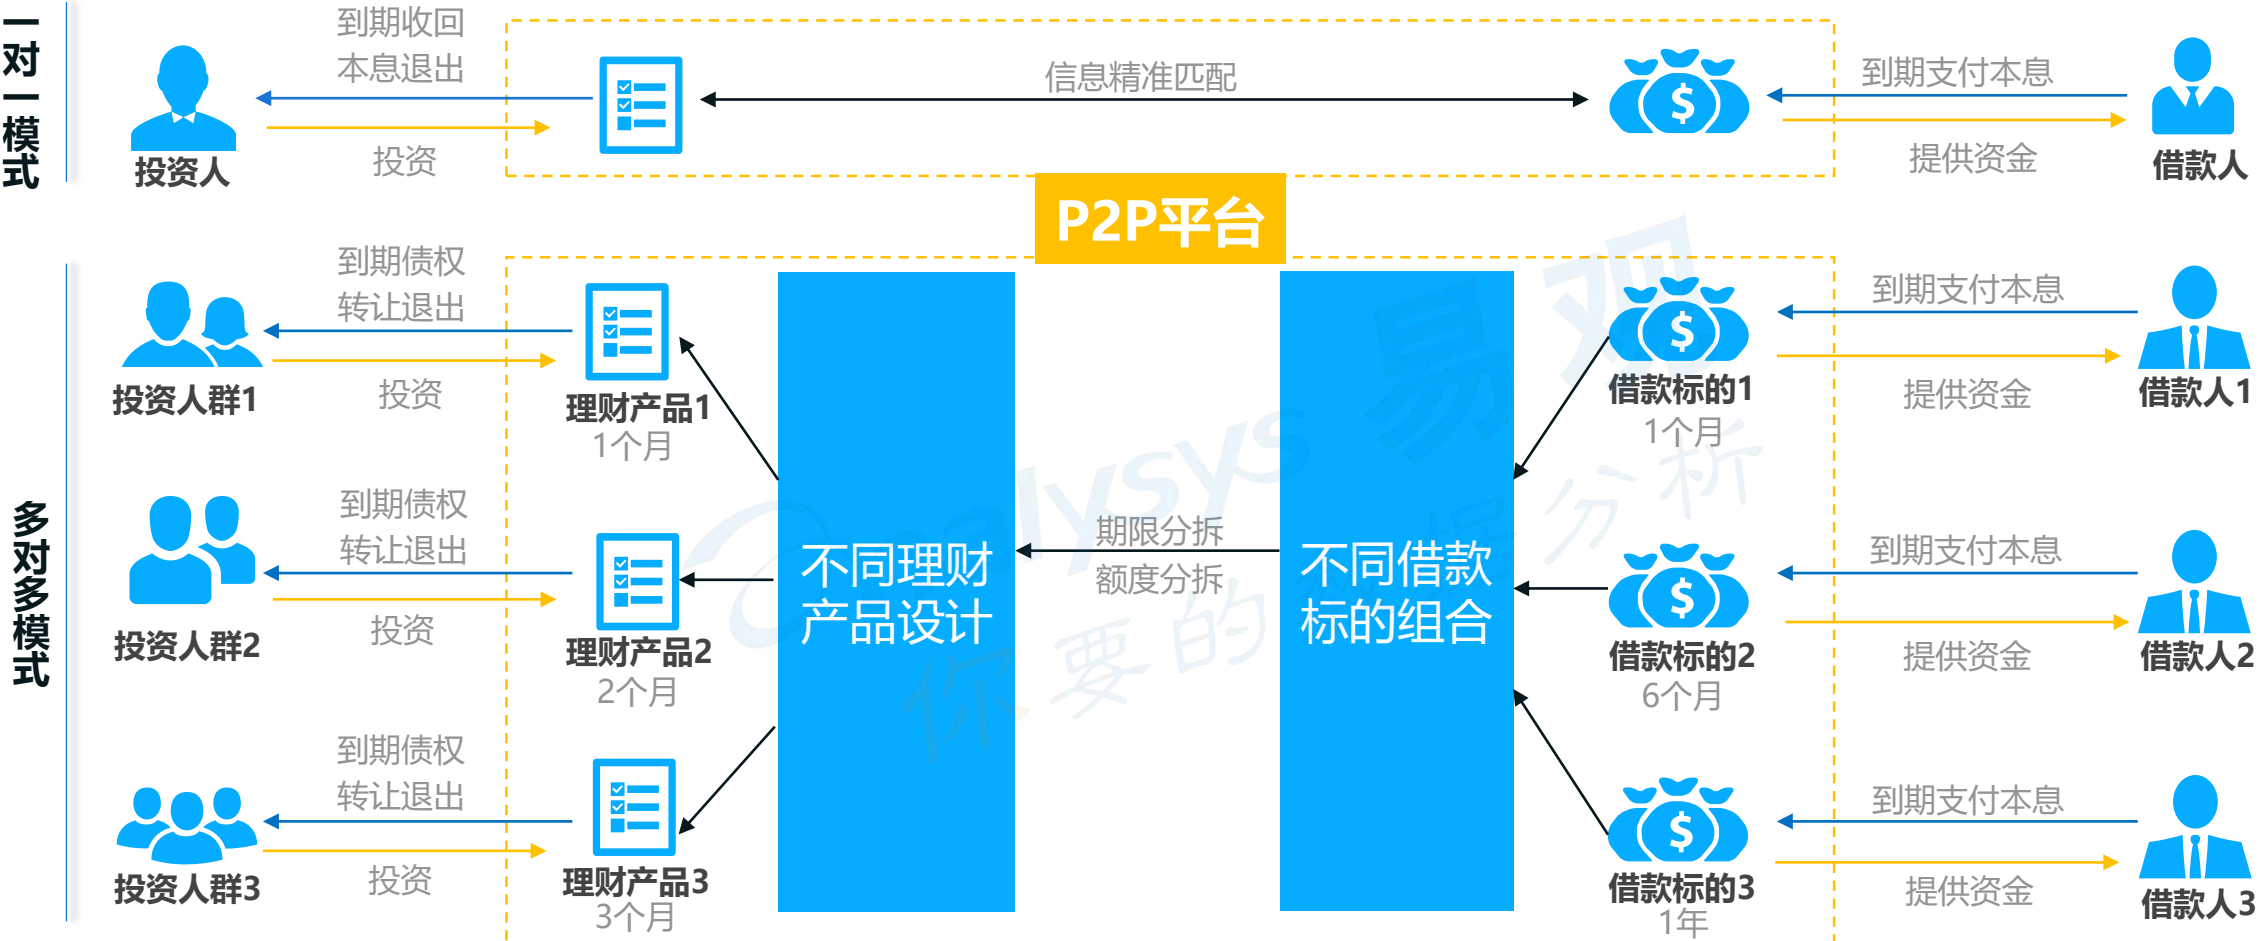 一对一模式
到期收回
本息退出
投资
投资人
信息精准匹配
到期支付本息
提供资金
借款人
P2P平台
多对多模式
到期债权
转让退出
投资
投资人群1
理财产品1
1个月
借款标的1
1个月
到期支付本息
提供资金
借款人1
到期债权
转让退出
投资
投资人群2
理财产品2
2个月
不同理财
产品设计
期限分拆
额度分拆
不同借款
标的组合
借款标的2
6个月
到期支付本息
提供资金
借款人2
到期债权
转让退出
投资
投资人群3
理财产品3
3个月
借款标的3
1年
到期支付本息
提供资金
借款人3
nalysys 易观
你要的数据分析